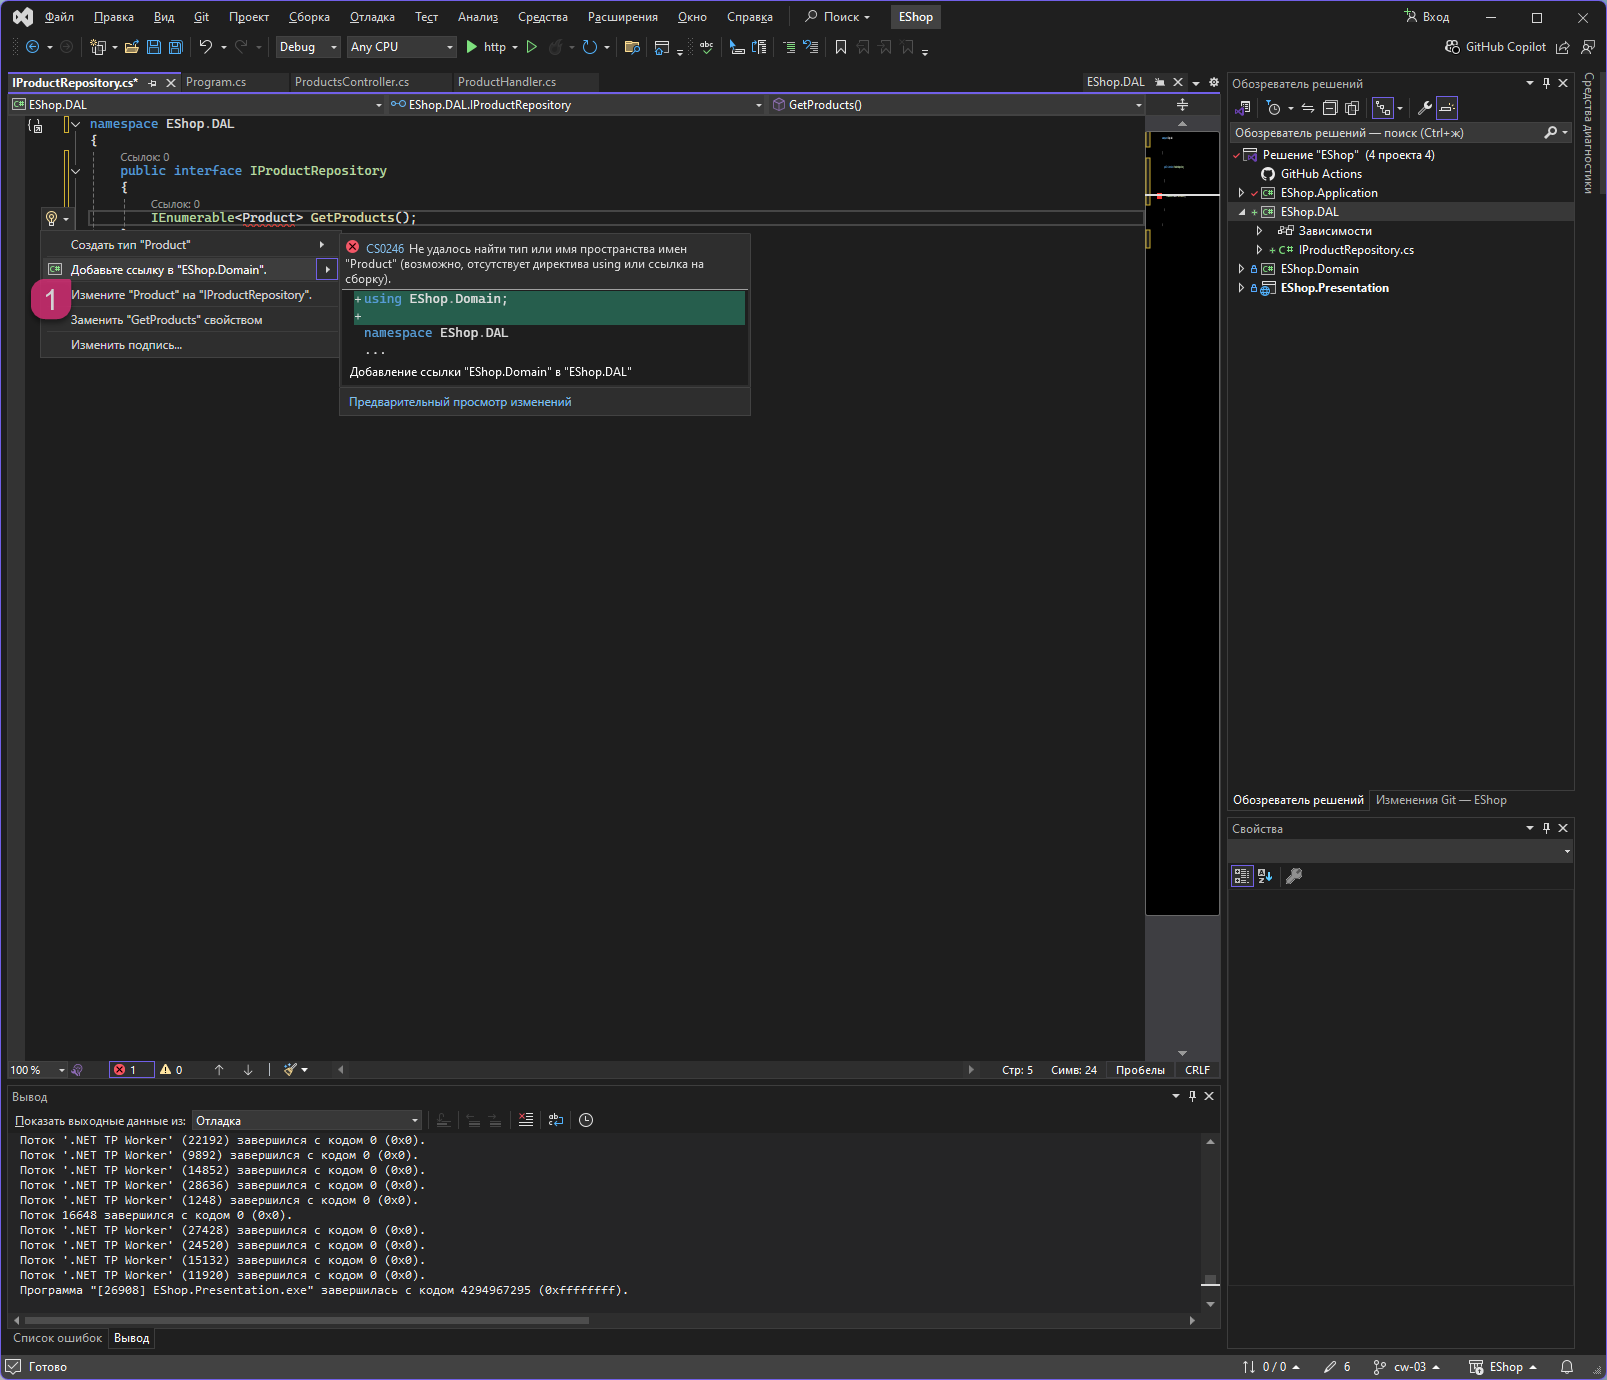 Файл Правка Вид Git Проект Сборка Отладка Тест Анализ Средства Расширения Окно Справка Поиск EShop Вход
Debug Any CPU http GitHub Copilot
IProductRepository.cs* Program.cs ProductsController.cs ProductHandler.cs EShop.DAL
C# EShop.DAL EShop.DAL.IProductRepository GetProducts()
namespace EShop.DAL
{
Ссылок: 0
public interface IProductRepository
{
Ссылок: 0
IEnumerable<Product> GetProducts();
Создать тип "Product"
C# Добавьте ссылку в "EShop.Domain".
1
Измените "Product" на "IProductRepository".
Заменить "GetProducts" свойством
Изменить подпись...
CS0246 Не удалось найти тип или имя пространства имен
"Product" (возможно, отсутствует директива using или ссылка на
сборку).
+ using EShop.Domain;
+
namespace EShop.DAL
...
Добавление ссылки "EShop.Domain" в "EShop.DAL"
Предварительный просмотр изменений
Обозреватель решений
Обозреватель решений — поиск (Ctrl+ж)
Решение "EShop" (4 проекта 4)
GitHub Actions
C# EShop.Application
+ C# EShop.DAL
Зависимости
+ C# IProductRepository.cs
C# EShop.Domain
EShop.Presentation
Средства диагностики
Обозреватель решений Изменения Git — EShop
Свойства
100 % 1 0 Стр: 5 Симв: 24 Пробелы CRLF
Вывод
Показать выходные данные из: Отладка
Поток '.NET TP Worker' (22192) завершился с кодом 0 (0x0).
Поток '.NET TP Worker' (9892) завершился с кодом 0 (0x0).
Поток '.NET TP Worker' (14852) завершился с кодом 0 (0x0).
Поток '.NET TP Worker' (28636) завершился с кодом 0 (0x0).
Поток '.NET TP Worker' (1248) завершился с кодом 0 (0x0).
Поток 16648 завершился с кодом 0 (0x0).
Поток '.NET TP Worker' (27428) завершился с кодом 0 (0x0).
Поток '.NET TP Worker' (24520) завершился с кодом 0 (0x0).
Поток '.NET TP Worker' (15132) завершился с кодом 0 (0x0).
Поток '.NET TP Worker' (11920) завершился с кодом 0 (0x0).
Программа "[26908] EShop.Presentation.exe" завершилась с кодом 4294967295 (0xffffffff).
Список ошибок Вывод
Готово 0 / 0 6 cw-03 EShop